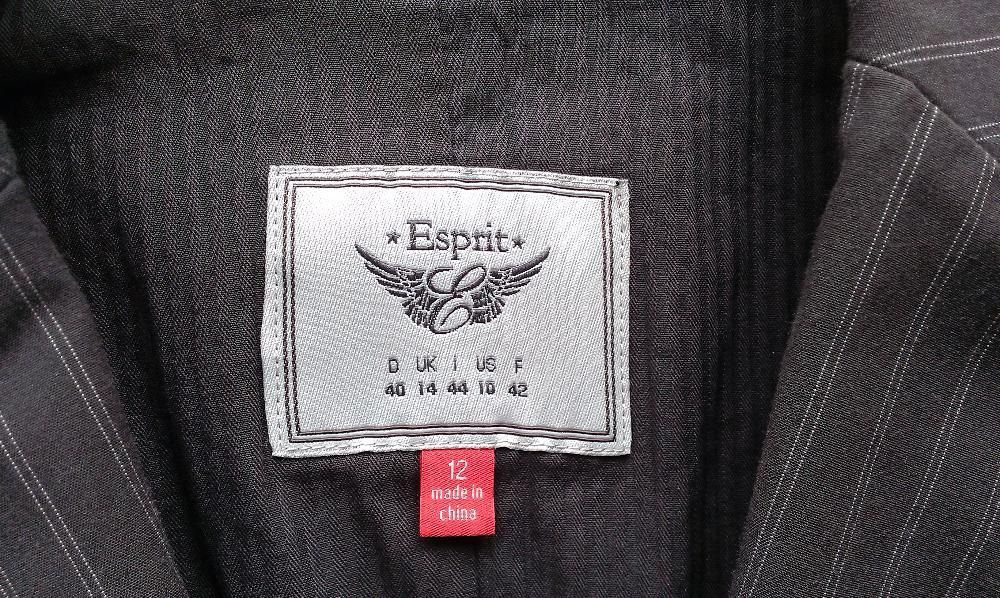 ★Esprit★
E
D UK I US F
40 14 44 10 42
12
made in
china